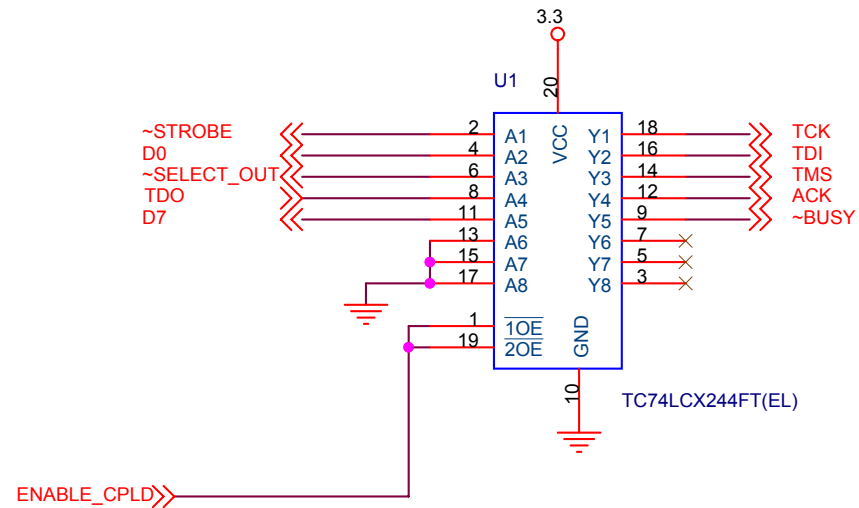 3.3
U1
20
~STROBE 2 A1 VCC Y1 18 TCK
D0 4 A2 Y2 16 TDI
~SELECT_OUT 6 A3 Y3 14 TMS
TDO 8 A4 Y4 12 ACK
D7 11 A5 Y5 9 ~BUSY
13 A6 Y6 7
15 A7 Y7 5
17 A8 Y8 3
1 1OE GND
19 2OE
10 TC74LCX244FT(EL)
ENABLE_CPLD